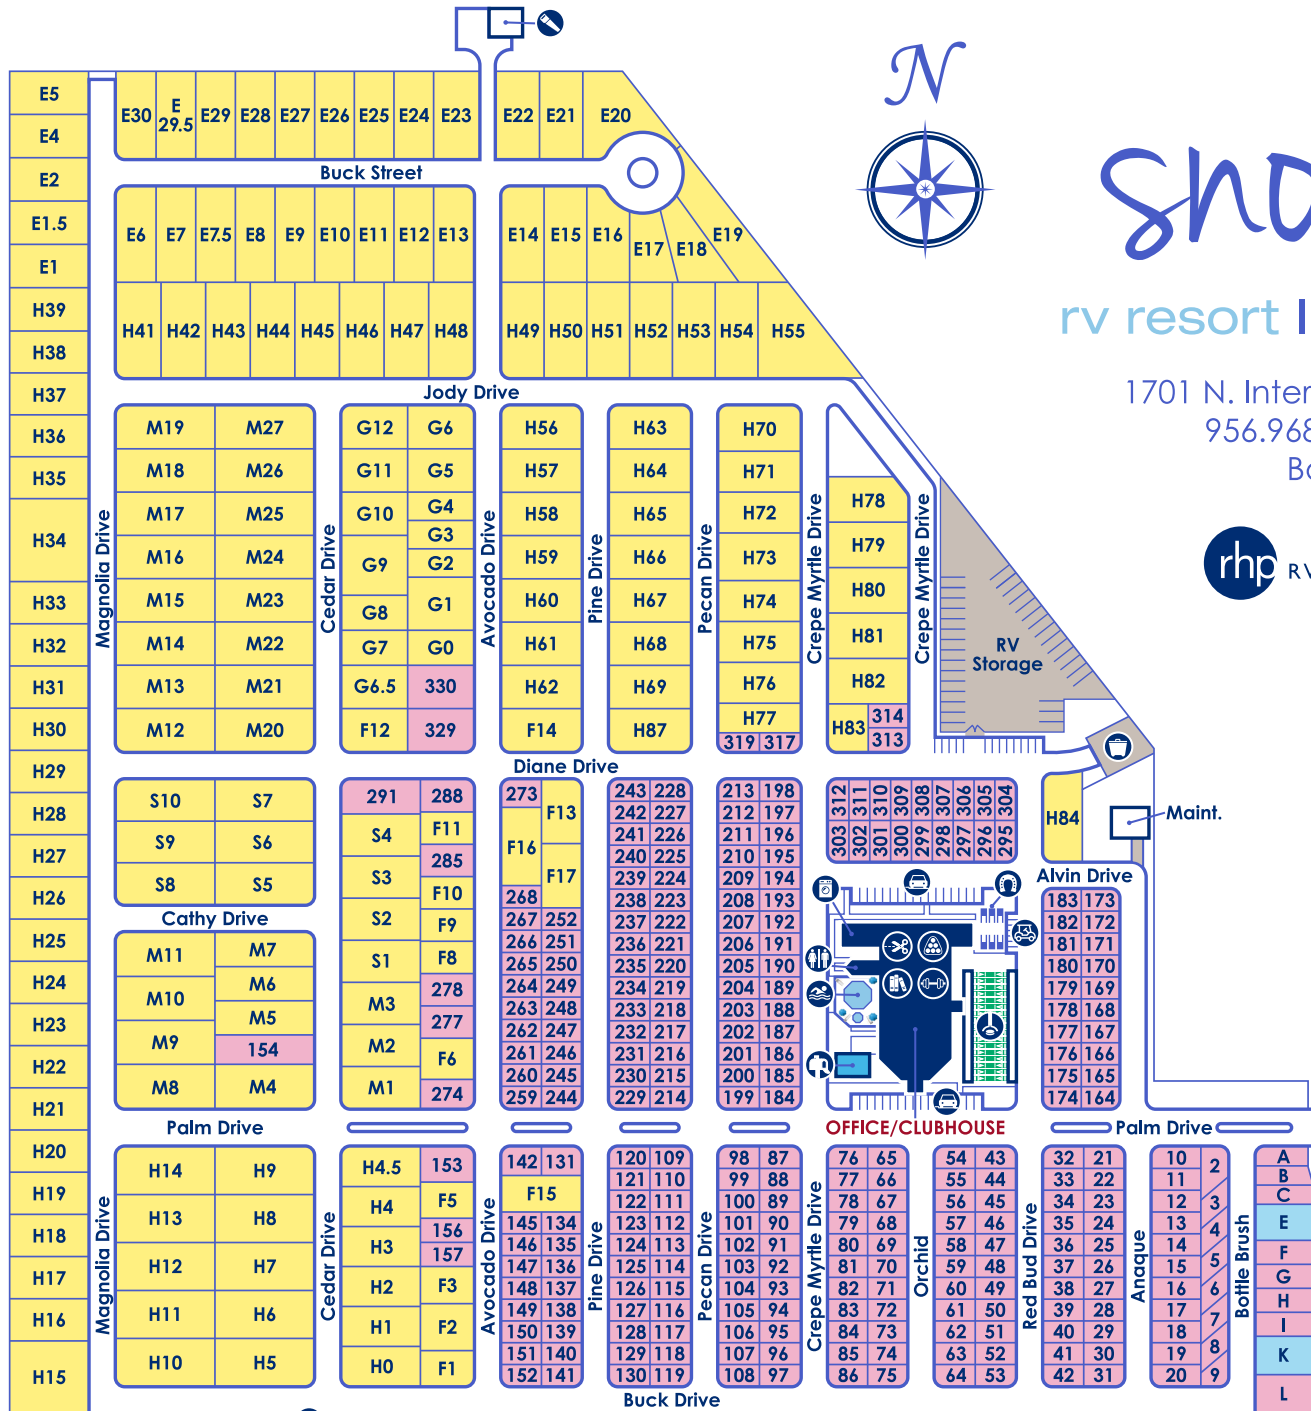 N
sno
rv resort
1701 N. Inter
956.968
Bo
rhp RV
E5
E4
E2
E1.5
E1
H39
H38
H37
H36
H35
H34
H33
H32
H31
H30
H29
H28
H27
H26
H25
H24
H23
H22
H21
H20
H19
H18
H17
H16
H15
E30 E 29.5 E29 E28 E27 E26 E25 E24 E23 E22 E21 E20
Buck Street
E6 E7 E7.5 E8 E9 E10 E11 E12 E13 E14 E15 E16 E17 E18 E19
H41 H42 H43 H44 H45 H46 H47 H48 H49 H50 H51 H52 H53 H54 H55
Jody Drive
Magnolia Drive
M19 M27
M18 M26
M17 M25
M16 M24
M15 M23
M14 M22
M13 M21
M12 M20
Cedar Drive
G12 G6
G11 G5
G10 G4
G3
G9 G2
G8 G1
G7 G0
G6.5 330
F12 329
Avocado Drive
H56
H57
H58
H59
H60
H61
H62
F14
Pine Drive
H63
H64
H65
H66
H67
H68
H69
H87
Pecan Drive
H70
H71
H72
H73
H74
H75
H76
H77
319 317
Crepe Myrtle Drive
H78
H79
H80
H81
H82
H83 314
313
Crepe Myrtle Drive
RV
Storage
Diane Drive
S10 S7
S9 S6
S8 S5
Cathy Drive
M11 M7
M10 M6
M5
M9 154
M8 M4
291 288
S4 F11
285
S3 F10
S2 F9
S1 F8
M3 278
277
M2 F6
M1 274
273 F13
F16 F17
268
267 252
266 251
265 250
264 249
263 248
262 247
261 246
260 245
259 244
243 228
242 227
241 226
240 225
239 224
238 223
237 222
236 221
235 220
234 219
233 218
232 217
231 216
230 215
229 214
213 198
212 197
211 196
210 195
209 194
208 193
207 192
206 191
205 190
204 189
203 188
202 187
201 186
200 185
199 184
312 311 310 309 308 307 306 305 304
303 302 301 300 299 298 297 296 295
H84
Maint.
Alvin Drive
183 173
182 172
181 171
180 170
179 169
178 168
177 167
176 166
175 165
174 164
Palm Drive
OFFICE/CLUBHOUSE
Palm Drive
Magnolia Drive
H14 H9
H13 H8
H12 H7
H11 H6
H10 H5
Cedar Drive
H4.5 153
H4 F5
156
H3 157
H2 F3
H1 F2
H0 F1
Avocado Drive
142 131
F15
145 134
146 135
147 136
148 137
149 138
150 139
151 140
152 141
Pine Drive
120 109
121 110
122 111
123 112
124 113
125 114
126 115
127 116
128 117
129 118
130 119
Pecan Drive
98 87
99 88
100 89
101 90
102 91
103 92
104 93
105 94
106 95
107 96
108 97
Crepe Myrtle Drive
76 65
77 66
78 67
79 68
80 69
81 70
82 71
83 72
84 73
85 74
86 75
Orchid
54 43
55 44
56 45
57 46
58 47
59 48
60 49
61 50
62 51
63 52
64 53
Red Bud Drive
32 21
33 22
34 23
35 24
36 25
37 26
38 27
39 28
40 29
41 30
42 31
Anaque
10 2
11
12 3
13 4
14
15 5
16 6
17 7
18
19 8
20 9
Bottle Brush
A
B
C
E
F
G
H
I
K
L
Buck Drive